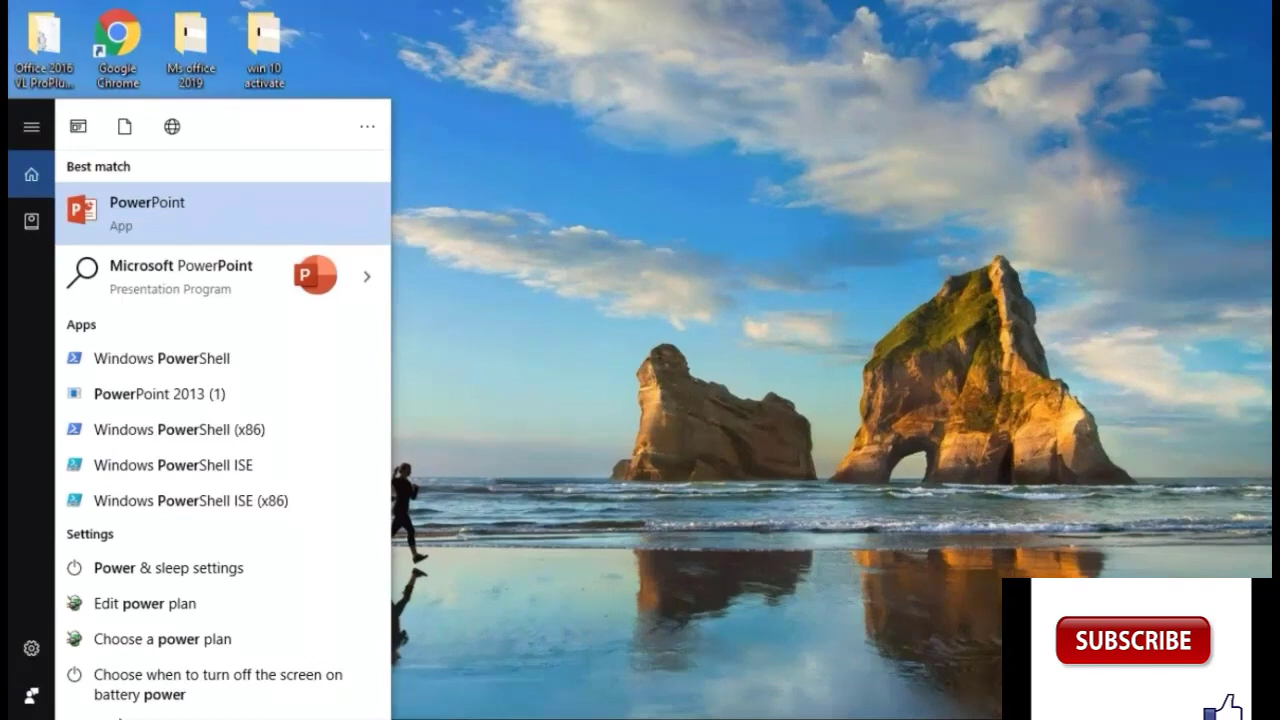 Office 2016
VL ProPlu...
Google
Chrome
Ms office
2019
win 10
activate
Best match
PowerPoint
App
Microsoft PowerPoint
Presentation Program
Apps
Windows PowerShell
PowerPoint 2013 (1)
Windows PowerShell (x86)
Windows PowerShell ISE
Windows PowerShell ISE (x86)
Settings
Power & sleep settings
Edit power plan
Choose a power plan
Choose when to turn off the screen on
battery power
SUBSCRIBE